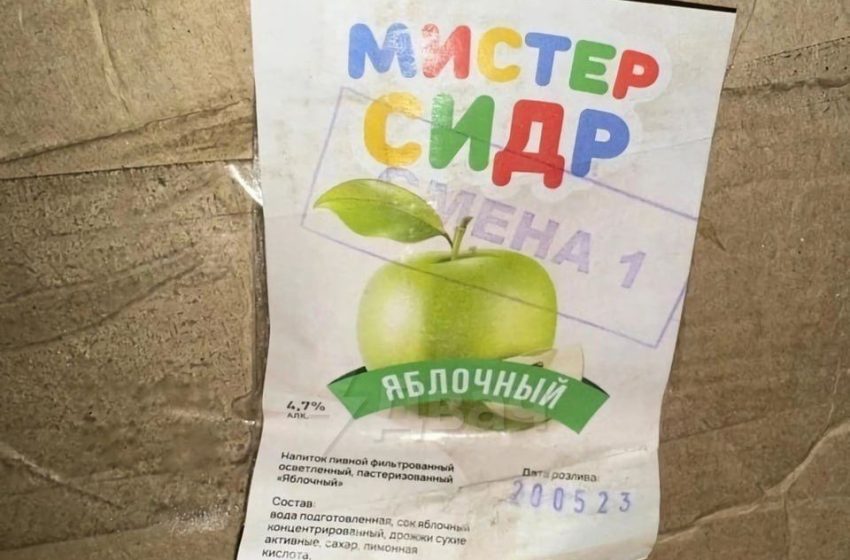 МИСТЕР
СИДР
СМЕНА 1
ЯБЛОЧНЫЙ
4,7%
АЛК.
Напиток пивной фильтрованный
осветленный, пастеризованный
«Яблочный»
Дата розлива:
200523
Состав:
вода подготовленная, сок яблочный
концентрированный, дрожжи сухие
активные, сахар, лимонная
кислота.